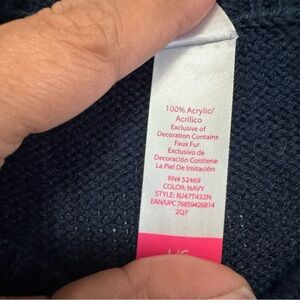 100% Acrylic/
Acrílico
Exclusive of
Decoration Contains
Faux Fur
Exclusivo de
Decoración Contiene
La Piel De Imitación
RN# 52469
COLOR: NAVY
STYLE: NJ47T432N
EAN/UPC 76859426814
2Q7